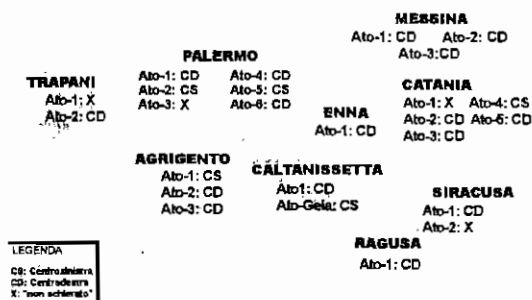 MESSINA
Ato-1: CD Ato-2: CD
Ato-3:CD
PALERMO
Ato-1: CD Ato-4: CD
Ato-2: CS Ato-5: CS
Ato-3: X Ato-6: CD
TRAPANI
Ato-1: X
Ato-2: CD
CATANIA
Ato-1: X Ato-4: CS
Ato-2: CD Ato-5: CD
Ato-3: CD
ENNA
Ato-1: CD
AGRIGENTO
Ato-1: CS
Ato-2: CD
Ato-3: CD
CALTANISSETTA
Ato1: CD
Ato-Gela: CS
SIRACUSA
Ato-1: CD
Ato-2: X
RAGUSA
Ato-1: CD
LEGENDA
CS: Centrosinistra
CD: Centrodestra
X: "non schierato"